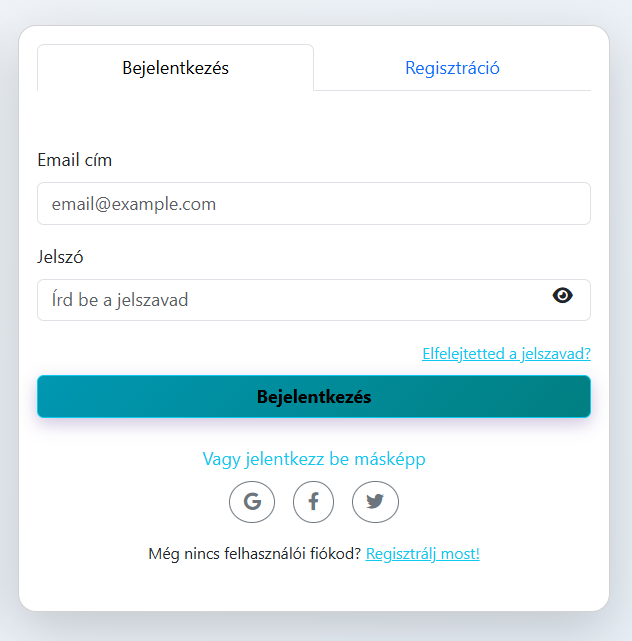 Bejelentkezés Regisztráció
Email cím
email@example.com
Jelszó
Írd be a jelszavad
Elfelejtetted a jelszavad?
Bejelentkezés
Vagy jelentkezz be másképp
Még nincs felhasználói fiókod? Regisztrálj most!